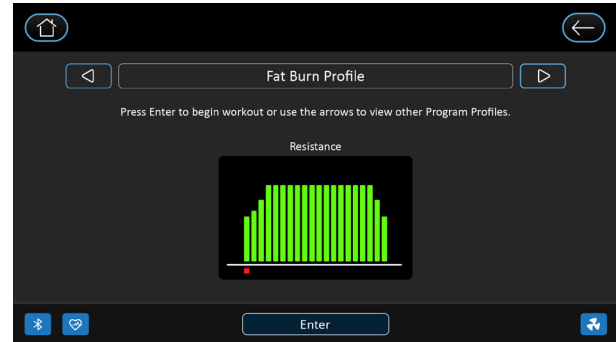 Fat Burn Profile
Press Enter to begin workout or use the arrows to view other Program Profiles.
Resistance
Enter